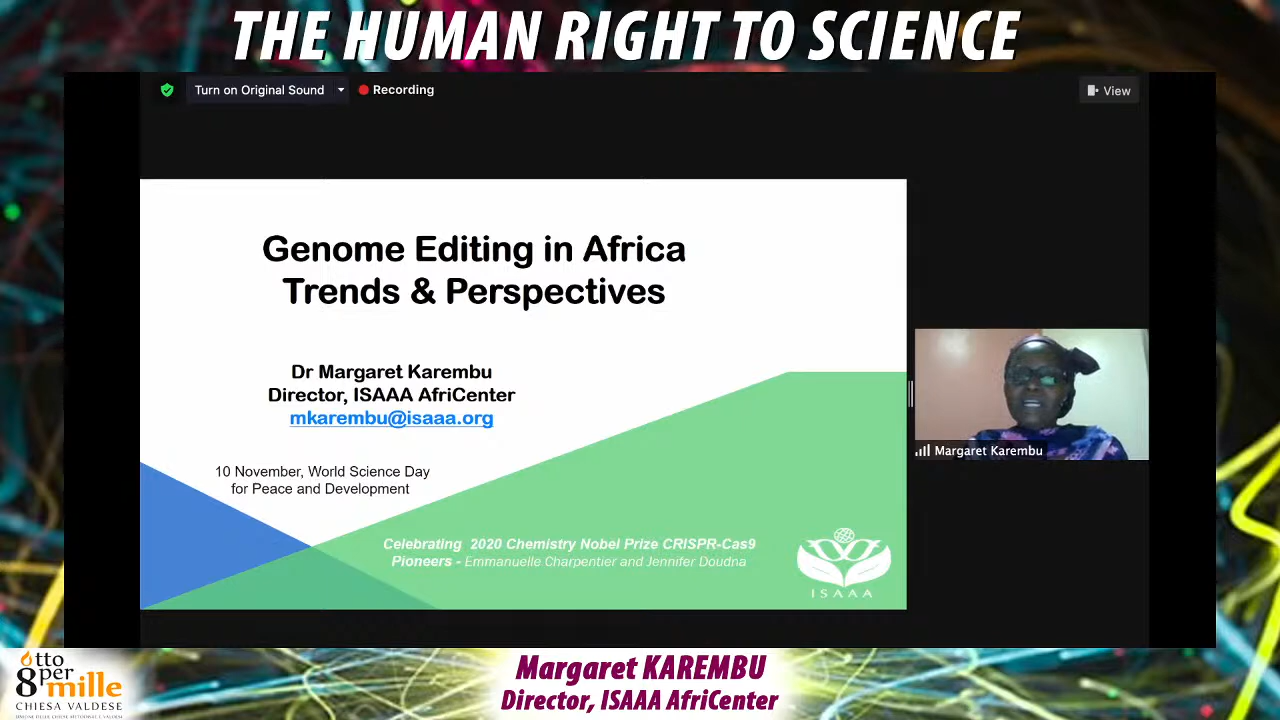 THE HUMAN RIGHT TO SCIENCE
Turn on Original Sound
Recording
View
Genome Editing in Africa
Trends & Perspectives
Dr Margaret Karembu
Director, ISAAA AfriCenter
mkarembu@isaaa.org
10 November, World Science Day
for Peace and Development
Celebrating 2020 Chemistry Nobel Prize CRISPR-Cas9
Pioneers - Emmanuelle Charpentier and Jennifer Doudna
ISAAA
Margaret Karembu
otto
per
8 mille
CHIESA VALDESE
Margaret KAREMBU
Director, ISAAA AfriCenter